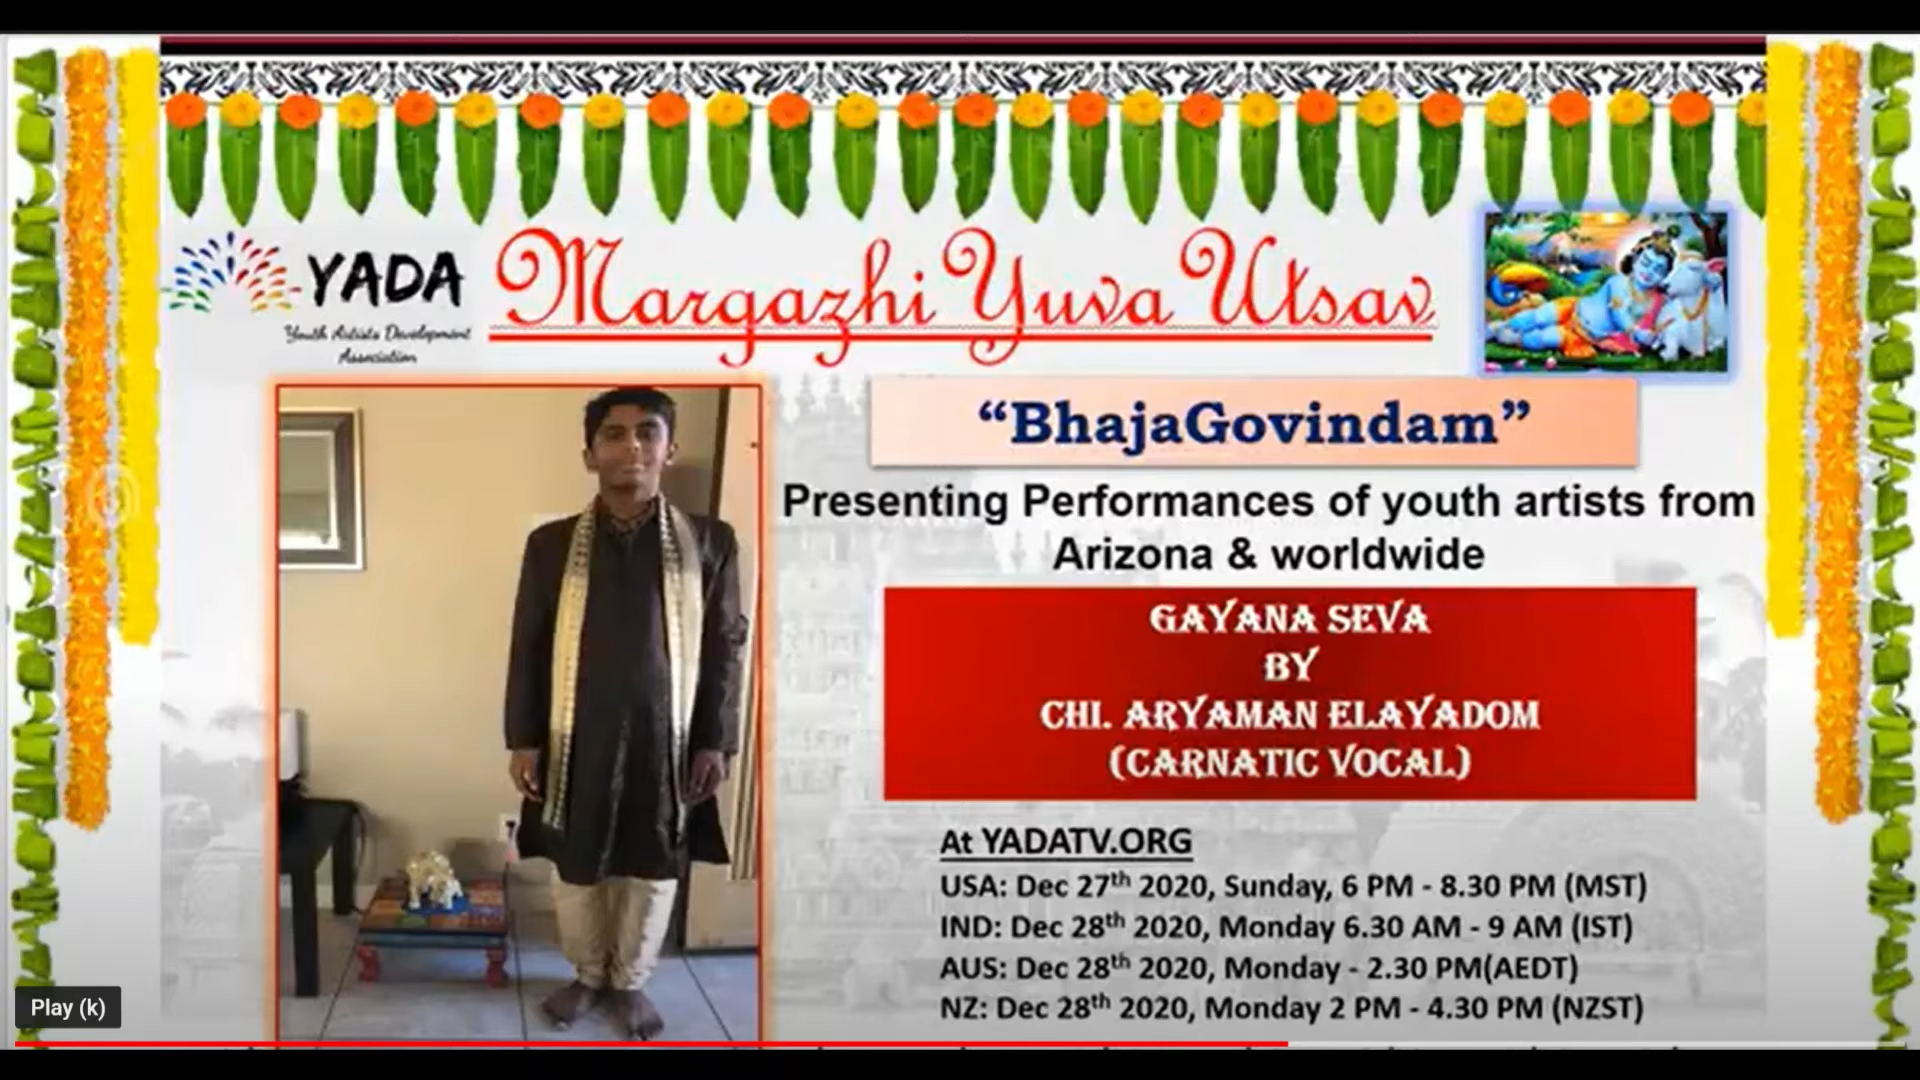 YADA
Youth Artists Development
Association
Margazhi Yuva Utsav
“BhajaGovindam”
Presenting Performances of youth artists from
Arizona & worldwide
GAYANA SEVA
BY
CHI. ARYAMAN ELAYADOM
(CARNATIC VOCAL)
At YADATV.ORG
USA: Dec 27th 2020, Sunday, 6 PM - 8.30 PM (MST)
IND: Dec 28th 2020, Monday 6.30 AM - 9 AM (IST)
AUS: Dec 28th 2020, Monday - 2.30 PM(AEDT)
NZ: Dec 28th 2020, Monday 2 PM - 4.30 PM (NZST)
Play (k)